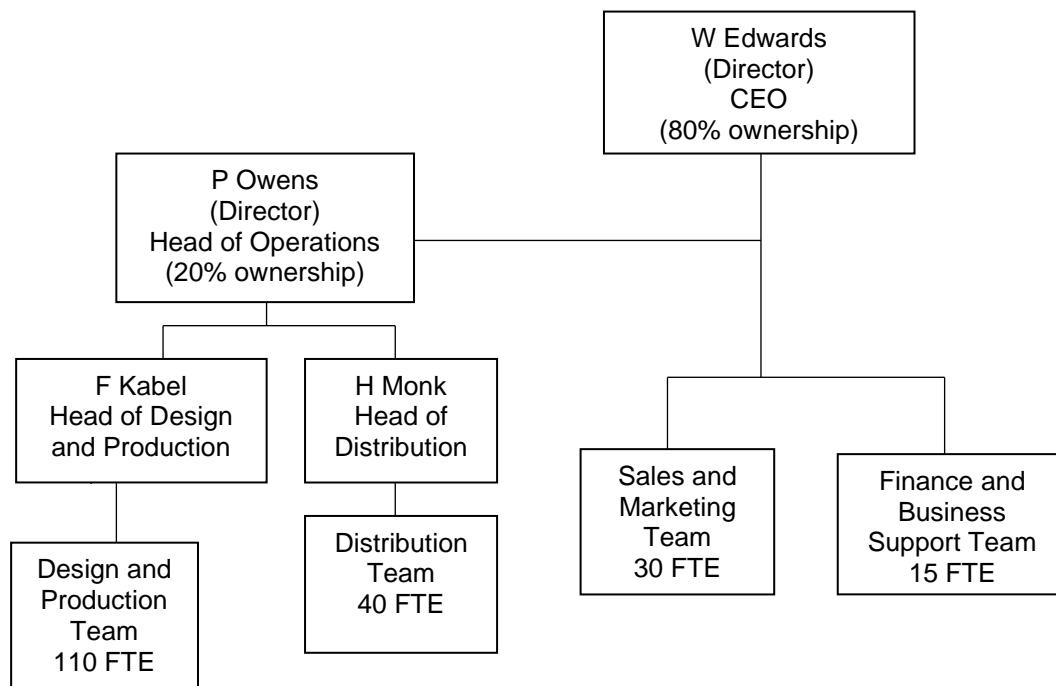 W Edwards
(Director)
CEO
(80% ownership)
P Owens
(Director)
Head of Operations
(20% ownership)
F Kabel
Head of Design
and Production
H Monk
Head of
Distribution
Sales and
Marketing
Team
30 FTE
Finance and
Business
Support Team
15 FTE
Design and
Production
Team
110 FTE
Distribution
Team
40 FTE